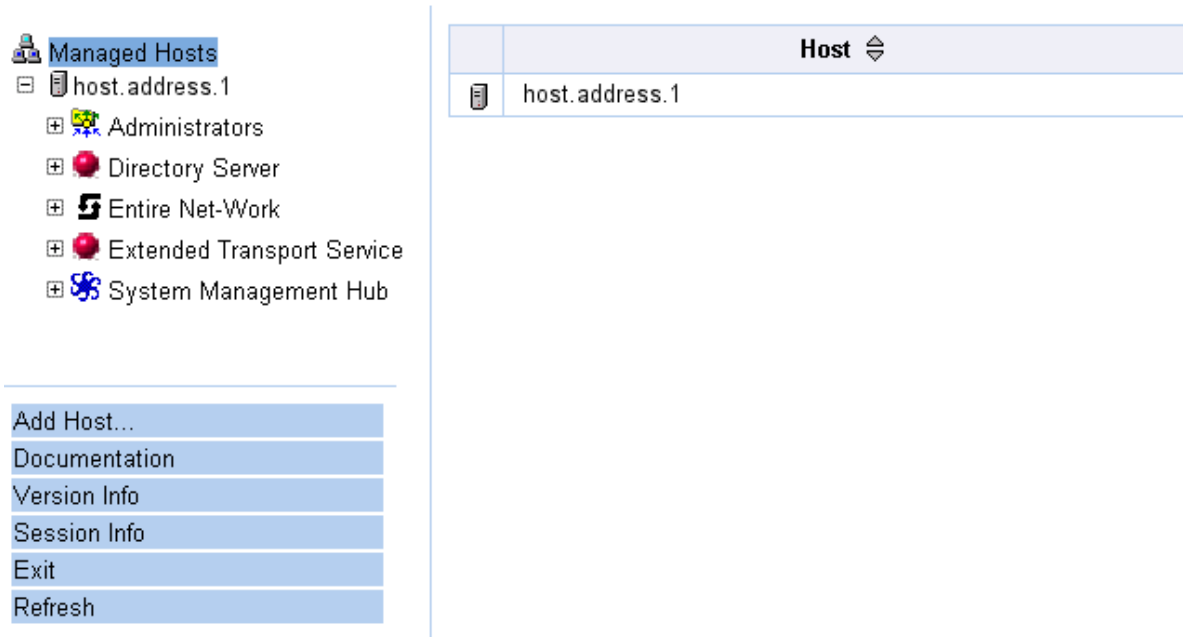 Managed Hosts
host.address.1
Administrators
Directory Server
Entire Net-Work
Extended Transport Service
System Management Hub
Add Host...
Documentation
Version Info
Session Info
Exit
Refresh
Host
host.address.1